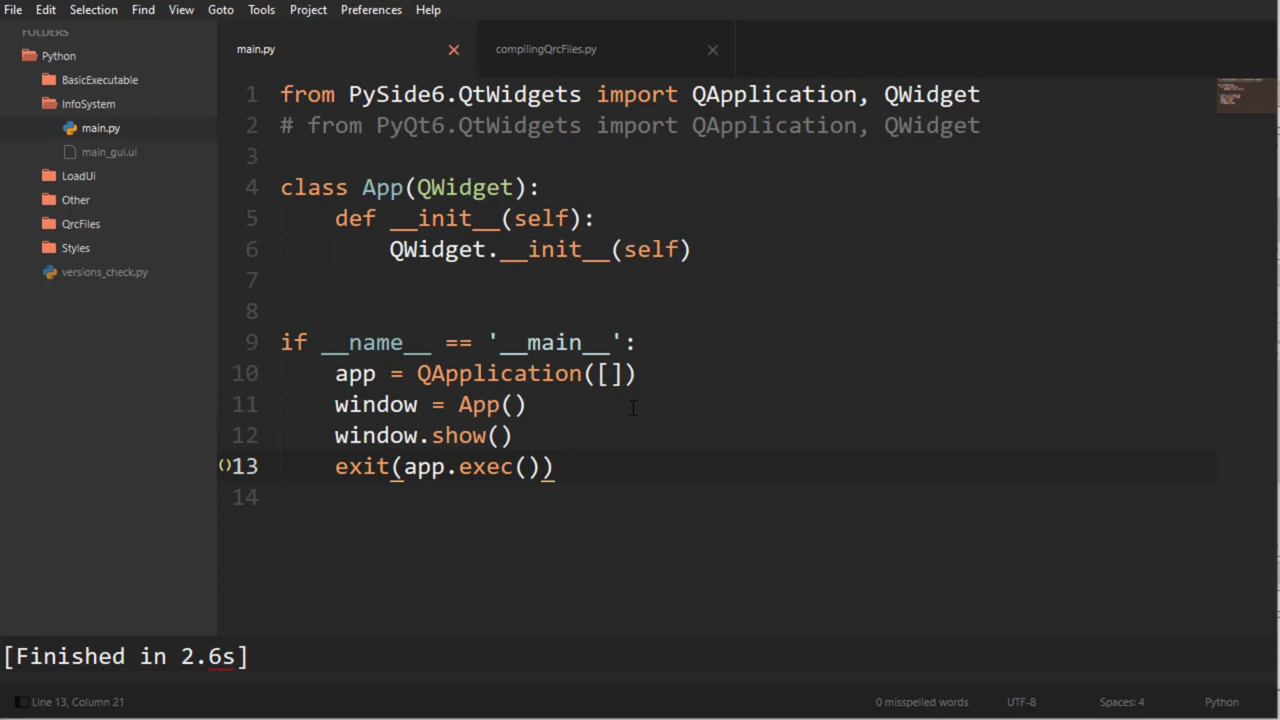 File Edit Selection Find View Goto Tools Project Preferences Help
FOLDERS
Python
BasicExecutable
InfoSystem
main.py
main_gui.ui
LoadUi
Other
QrcFiles
Styles
versions_check.py
main.py
compilingQrcFiles.py
1 from PySide6.QtWidgets import QApplication, QWidget
2 # from PyQt6.QtWidgets import QApplication, QWidget
3
4 class App(QWidget):
5     def __init__(self):
6         QWidget.__init__(self)
7
8
9 if __name__ == '__main__':
10     app = QApplication([])
11     window = App()
12     window.show()
13     exit(app.exec())
14
[Finished in 2.6s]
Line 13, Column 21 0 misspelled words UTF-8 Spaces: 4 Python